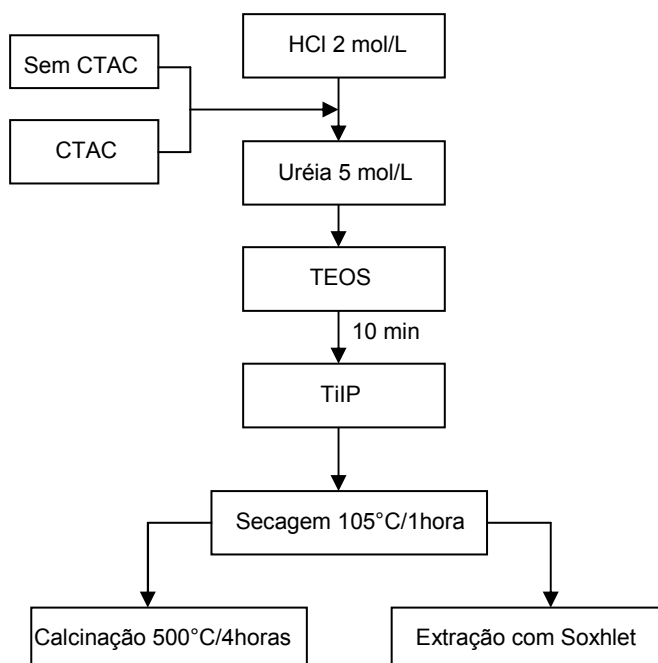 HCl 2 mol/L
Sem CTAC
CTAC
Uréia 5 mol/L
TEOS
10 min
TiIP
Secagem 105°C/1hora
Calcinação 500°C/4horas
Extração com Soxhlet